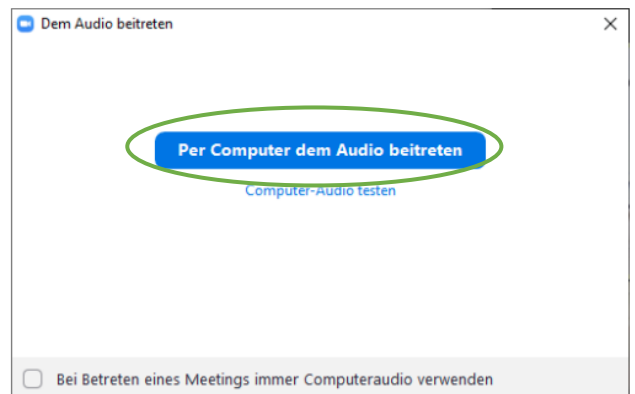 Dem Audio beitreten
Per Computer dem Audio beitreten
Computer-Audio testen
Bei Betreten eines Meetings immer Computeraudio verwenden